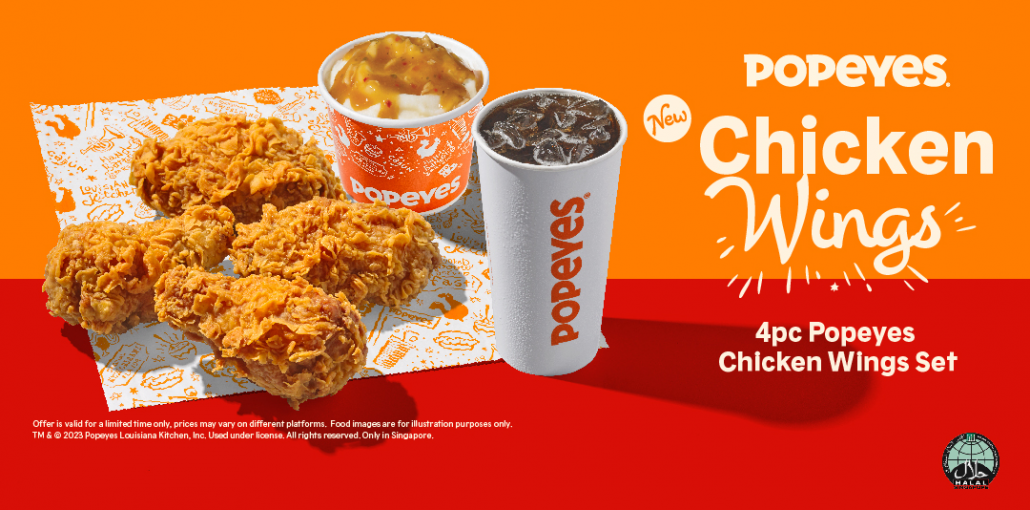 POPEYES
New
Chicken
Wings
4pc Popeyes
Chicken Wings Set
POPEYES
POPEYES®
Offer is valid for a limited time only, prices may vary on different platforms. Food images are for illustration purposes only.
TM & © 2023 Popeyes Louisiana Kitchen, Inc. Used under license. All rights reserved. Only in Singapore.
حلال
HALAL